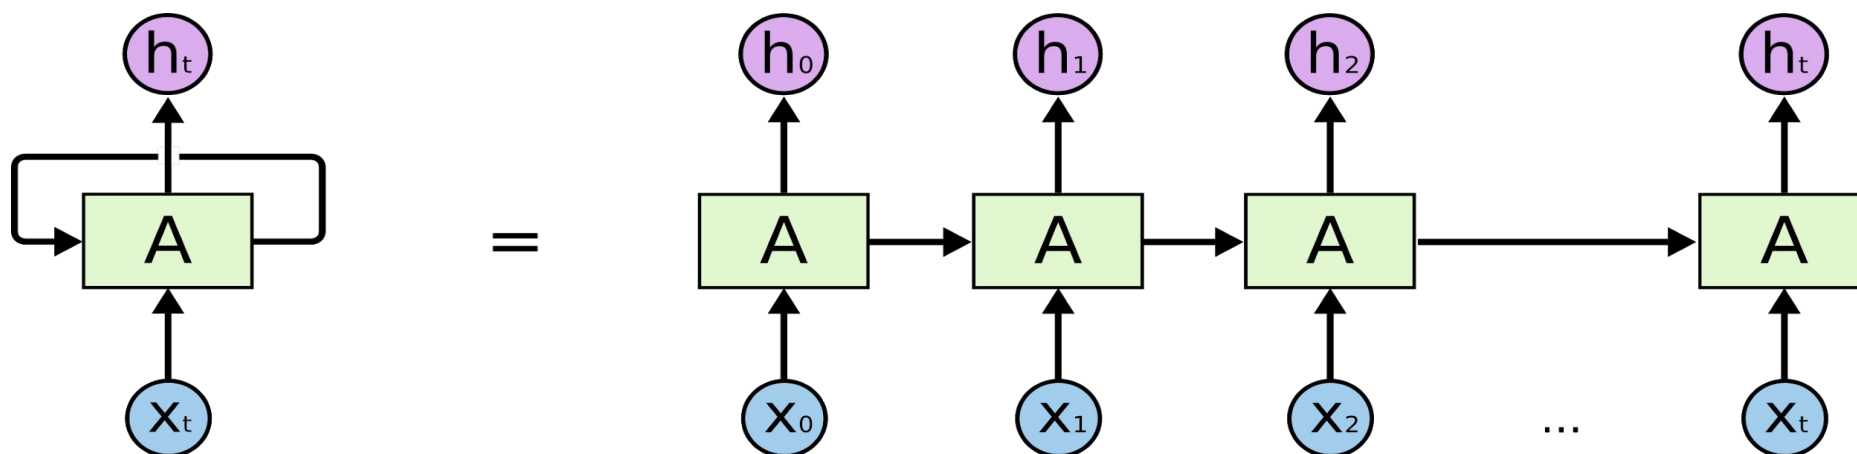 hₜ h₀ h₁ h₂ hₜ
A = A A A A
xₜ x₀ x₁ x₂ ... xₜ